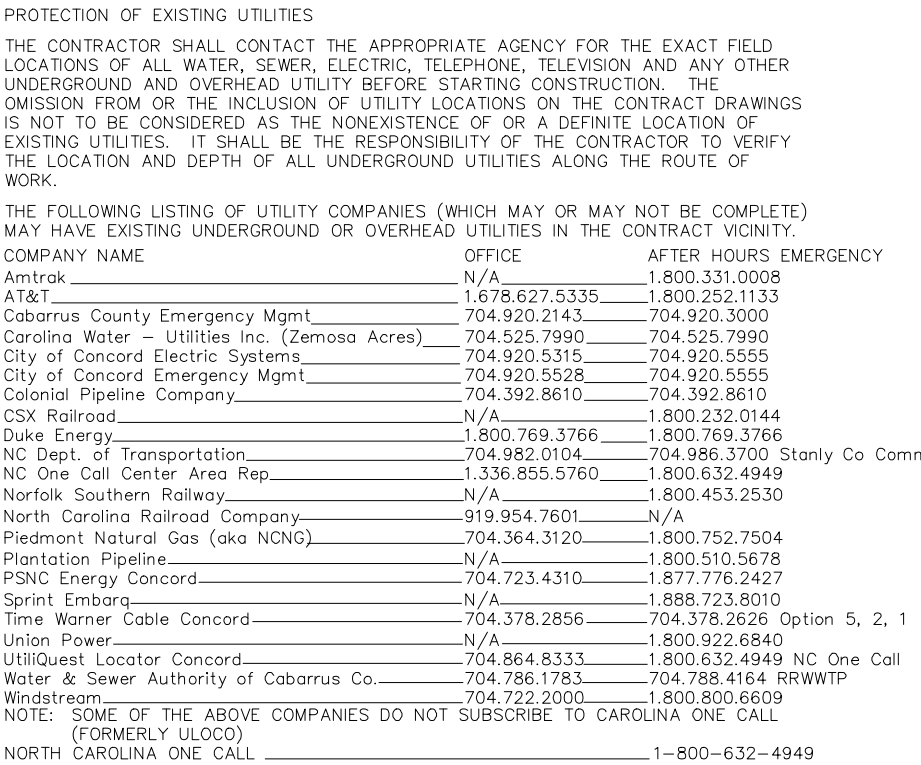 PROTECTION OF EXISTING UTILITIES
THE CONTRACTOR SHALL CONTACT THE APPROPRIATE AGENCY FOR THE EXACT FIELD
LOCATIONS OF ALL WATER, SEWER, ELECTRIC, TELEPHONE, TELEVISION AND ANY OTHER
UNDERGROUND AND OVERHEAD UTILITY BEFORE STARTING CONSTRUCTION. THE
OMISSION FROM OR THE INCLUSION OF UTILITY LOCATIONS ON THE CONTRACT DRAWINGS
IS NOT TO BE CONSIDERED AS THE NONEXISTENCE OF OR A DEFINITE LOCATION OF
EXISTING UTILITIES. IT SHALL BE THE RESPONSIBILITY OF THE CONTRACTOR TO VERIFY
THE LOCATION AND DEPTH OF ALL UNDERGROUND UTILITIES ALONG THE ROUTE OF
WORK.
THE FOLLOWING LISTING OF UTILITY COMPANIES (WHICH MAY OR MAY NOT BE COMPLETE)
MAY HAVE EXISTING UNDERGROUND OR OVERHEAD UTILITIES IN THE CONTRACT VICINITY.
COMPANY NAME OFFICE AFTER HOURS EMERGENCY
Amtrak N/A 1.800.331.0008
AT&T 1.678.627.5335 1.800.252.1133
Cabarrus County Emergency Mgmt 704.920.2143 704.920.3000
Carolina Water – Utilities Inc. (Zemosa Acres) 704.525.7990 704.525.7990
City of Concord Electric Systems 704.920.5315 704.920.5555
City of Concord Emergency Mgmt 704.920.5528 704.920.5555
Colonial Pipeline Company 704.392.8610 704.392.8610
CSX Railroad N/A 1.800.232.0144
Duke Energy 1.800.769.3766 1.800.769.3766
NC Dept. of Transportation 704.982.0104 704.986.3700 Stanly Co Comm
NC One Call Center Area Rep 1.336.855.5760 1.800.632.4949
Norfolk Southern Railway N/A 1.800.453.2530
North Carolina Railroad Company 919.954.7601 N/A
Piedmont Natural Gas (aka NCNG) 704.364.3120 1.800.752.7504
Plantation Pipeline N/A 1.800.510.5678
PSNC Energy Concord 704.723.4310 1.877.776.2427
Sprint Embarq N/A 1.888.723.8010
Time Warner Cable Concord 704.378.2856 704.378.2626 Option 5, 2, 1
Union Power N/A 1.800.922.6840
UtiliQuest Locator Concord 704.864.8333 1.800.632.4949 NC One Call
Water & Sewer Authority of Cabarrus Co. 704.786.1783 704.788.4164 RRWWTP
Windstream 704.722.2000 1.800.800.6609
NOTE: SOME OF THE ABOVE COMPANIES DO NOT SUBSCRIBE TO CAROLINA ONE CALL
(FORMERLY ULOCO)
NORTH CAROLINA ONE CALL 1–800–632–4949